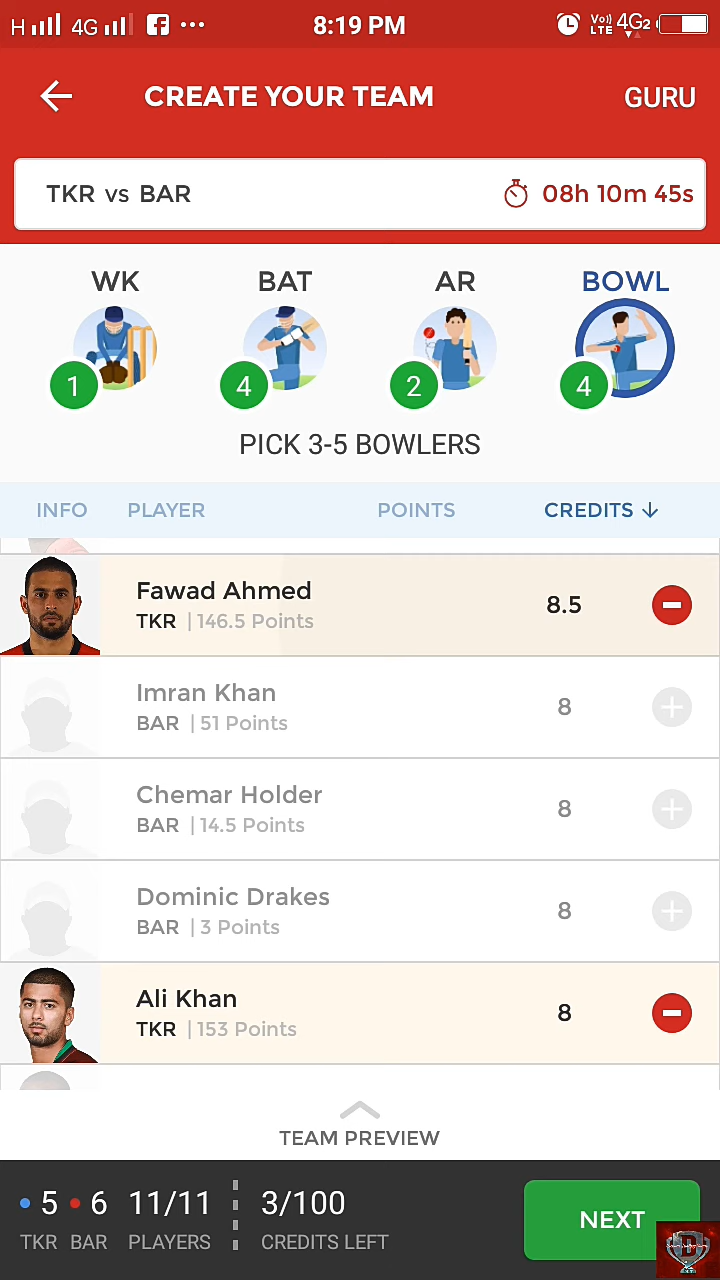 H 4G 8:19 PM Vo)) LTE 4G2
CREATE YOUR TEAM GURU
TKR vs BAR 08h 10m 45s
WK BAT AR BOWL
1 4 2 4
PICK 3-5 BOWLERS
INFO PLAYER POINTS CREDITS
Fawad Ahmed 8.5
TKR | 146.5 Points
Imran Khan 8
BAR | 51 Points
Chemar Holder 8
BAR | 14.5 Points
Dominic Drakes 8
BAR | 3 Points
Ali Khan 8
TKR | 153 Points
TEAM PREVIEW
5 6 11/11 3/100
TKR BAR PLAYERS CREDITS LEFT
NEXT